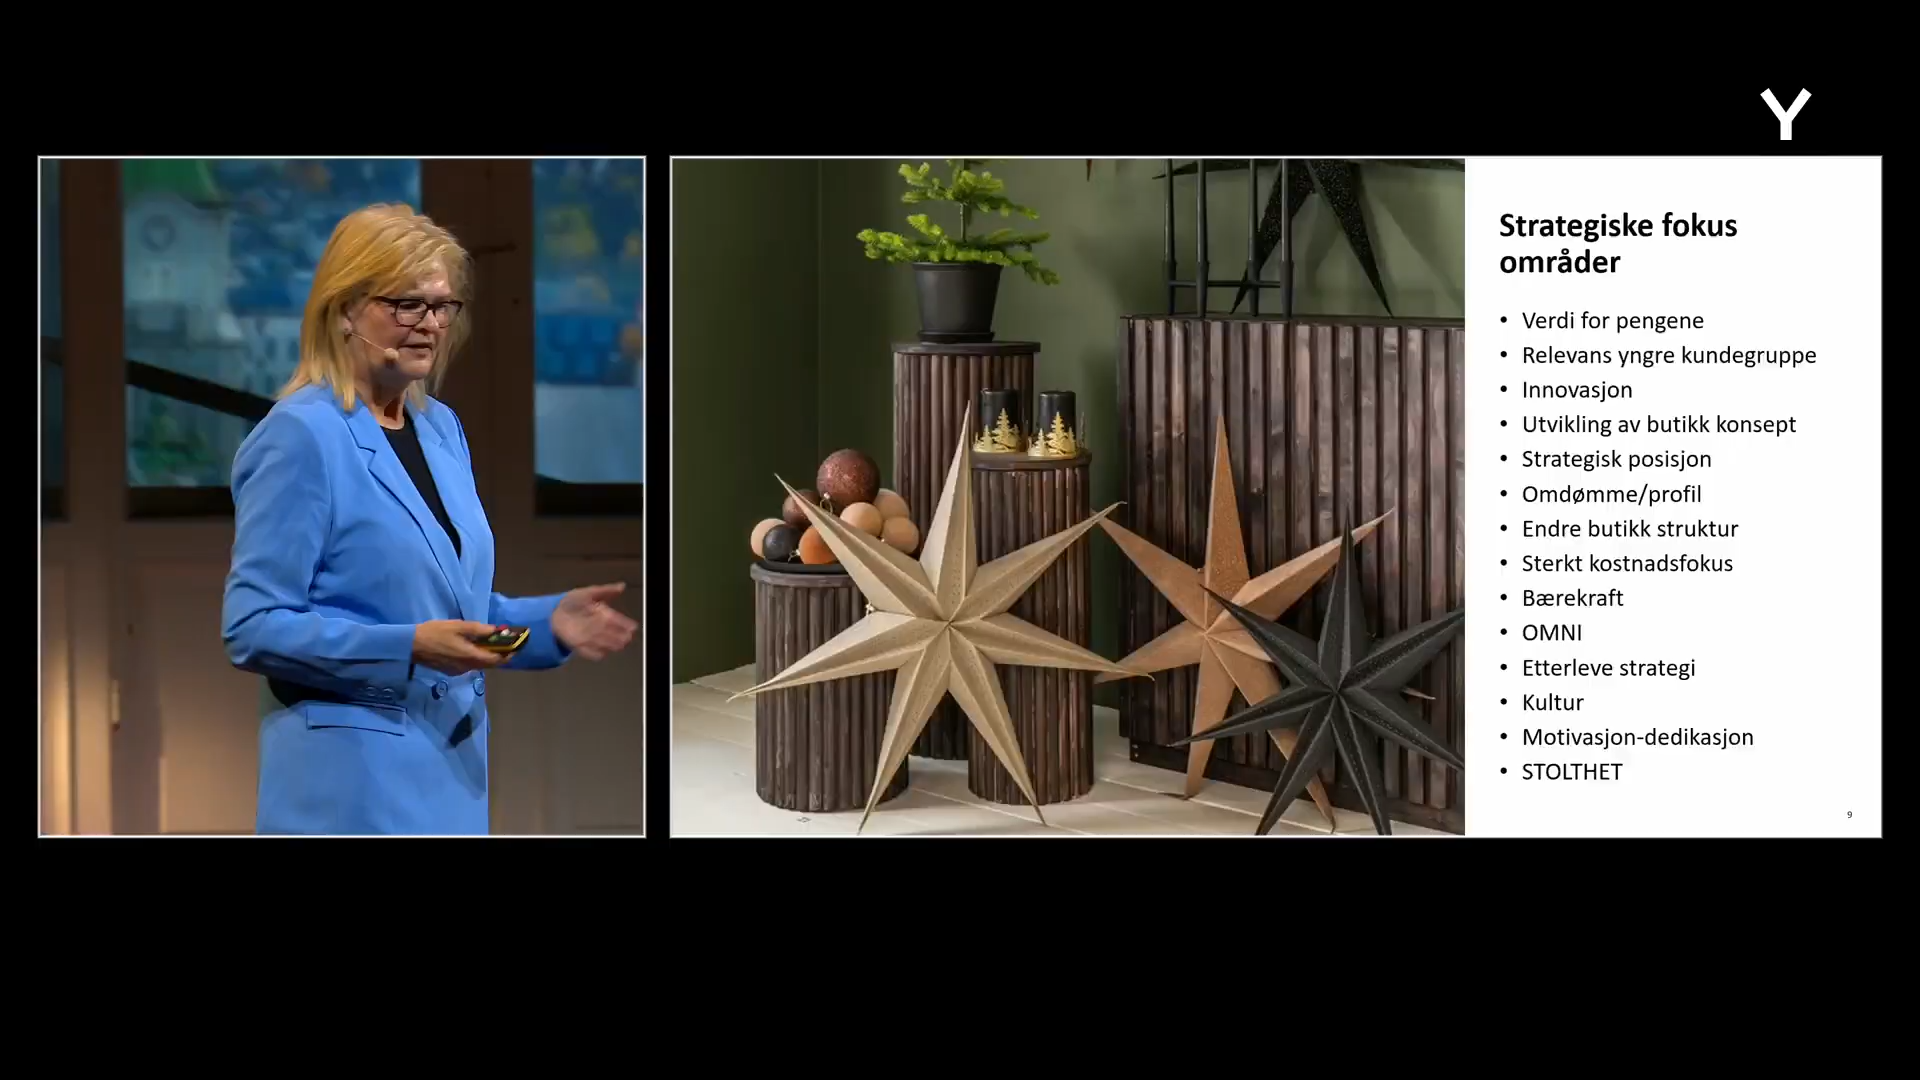 Y
Strategiske fokus
områder
• Verdi for pengene
• Relevans yngre kundegruppe
• Innovasjon
• Utvikling av butikk konsept
• Strategisk posisjon
• Omdømme/profil
• Endre butikk struktur
• Sterkt kostnadsfokus
• Bærekraft
• OMNI
• Etterleve strategi
• Kultur
• Motivasjon-dedikasjon
• STOLTHET
9